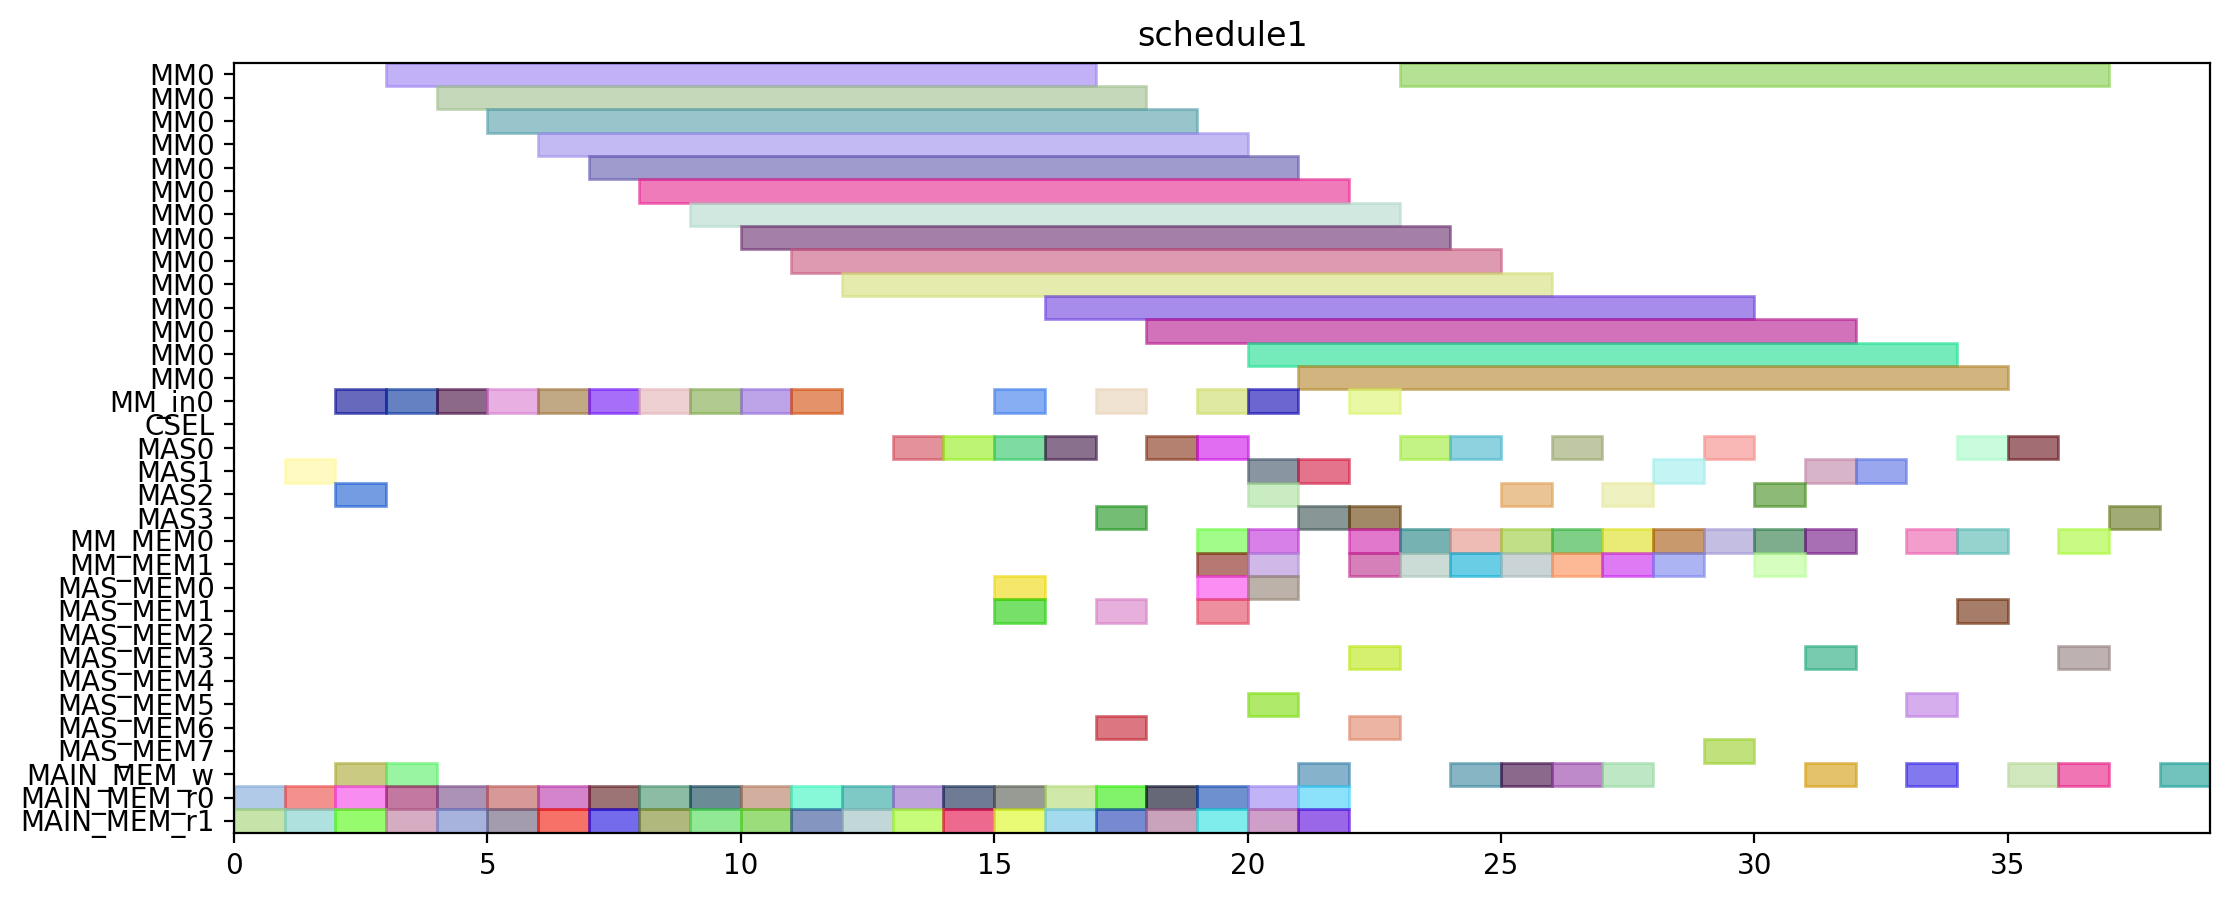 schedule1
MM0
MM0
MM0
MM0
MM0
MM0
MM0
MM0
MM0
MM0
MM0
MM0
MM0
MM0
MM_in0
CSEL
MAS0
MAS1
MAS2
MAS3
MM_MEM0
MM_MEM1
MAS_MEM0
MAS_MEM1
MAS_MEM2
MAS_MEM3
MAS_MEM4
MAS_MEM5
MAS_MEM6
MAS_MEM7
MAIN_MEM_w
MAIN_MEM_r0
MAIN_MEM_r1
0 5 10 15 20 25 30 35